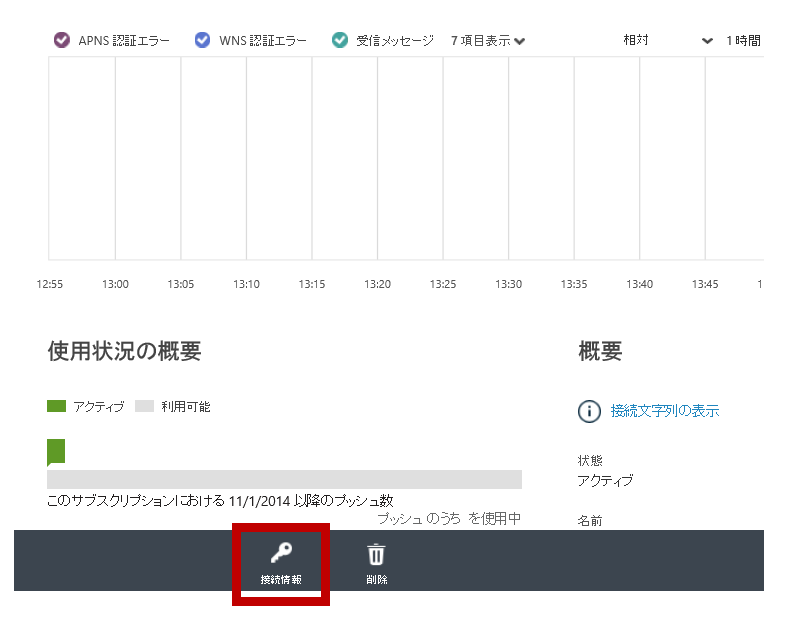 APNS 認証エラー WNS 認証エラー 受信メッセージ 7 項目表示 相対 1 時間
12:55 13:00 13:05 13:10 13:15 13:20 13:25 13:30 13:35 13:40 13:45 1
使用状況の概要
アクティブ 利用可能
このサブスクリプションにおける 11/1/2014 以降のプッシュ数
プッシュ のうち を使用中
概要
接続文字列の表示
状態
アクティブ
名前
接続情報 削除